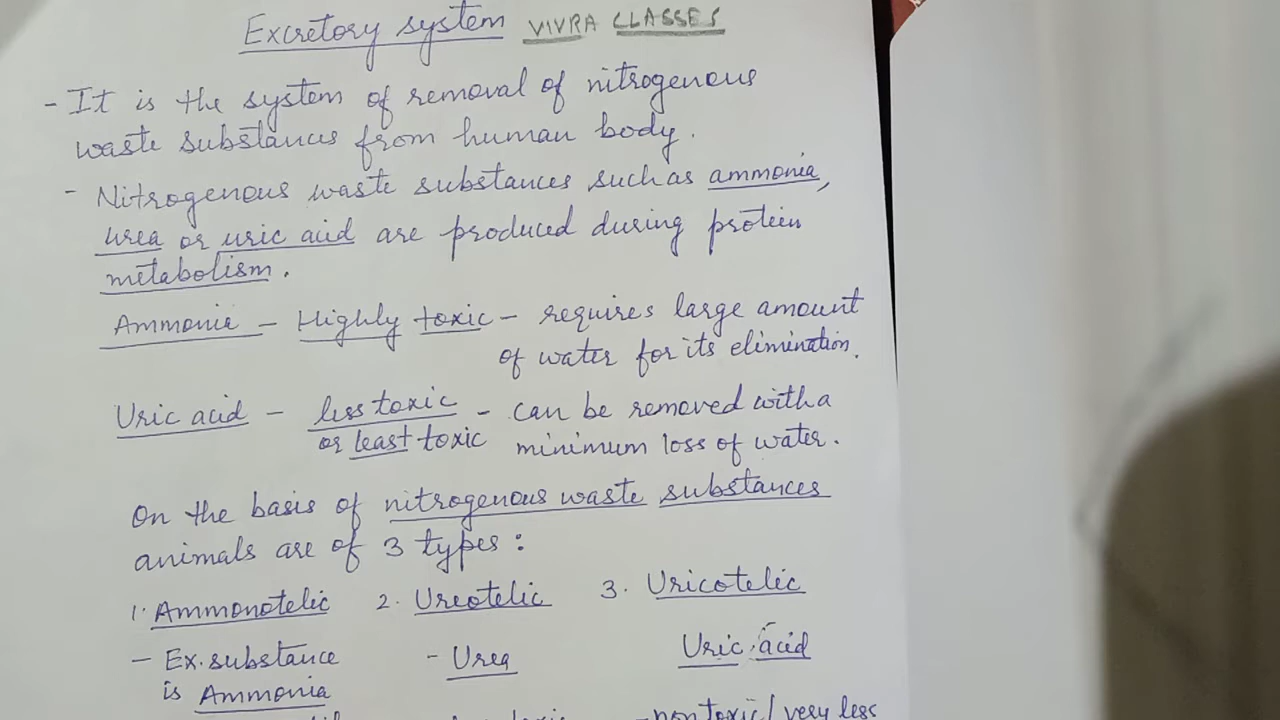 Excretory system VIVRA CLASSES
- It is the system of removal of nitrogenous
waste substances from human body.
- Nitrogenous waste substances such as ammonia,
urea or uric acid are produced during protein
metabolism.
Ammonia - Highly toxic - requires large amount
of water for its elimination.
Uric acid - less toxic - can be removed with a
or least toxic minimum loss of water.
On the basis of nitrogenous waste substances
animals are of 3 types :
1. Ammonotelic 2. Ureotelic 3. Uricotelic
- Ex. substance - Urea Uric acid
is Ammonia
- non toxic / very less